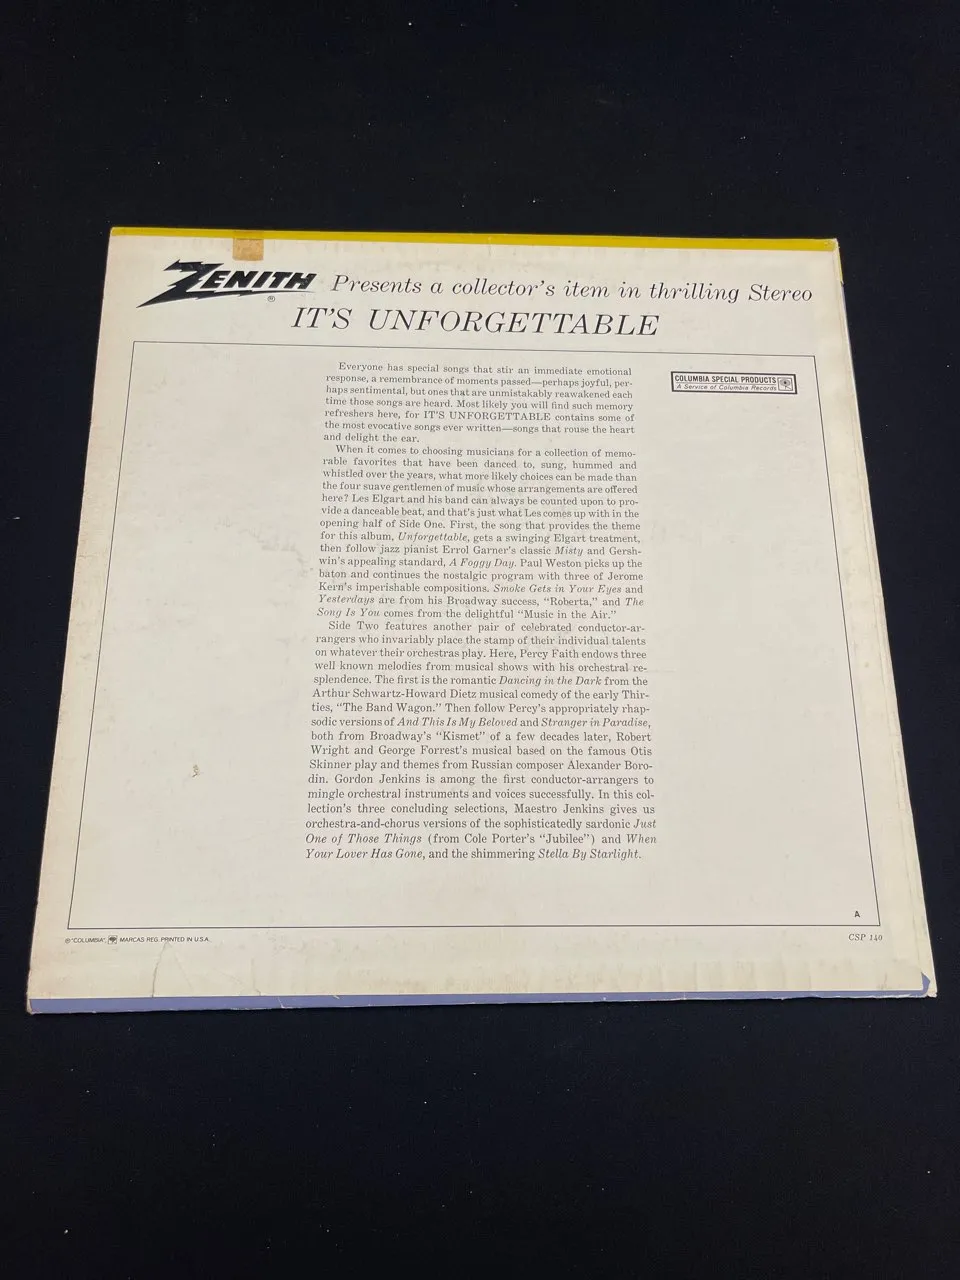 ZENITH ® Presents a collector's item in thrilling Stereo
IT'S UNFORGETTABLE
COLUMBIA SPECIAL PRODUCTS
A Service of Columbia Records
Everyone has special songs that stir an immediate emotional
response, a remembrance of moments passed—perhaps joyful, per-
haps sentimental, but ones that are unmistakably reawakened each
time those songs are heard. Most likely you will find such memory
refreshers here, for IT'S UNFORGETTABLE contains some of
the most evocative songs ever written—songs that rouse the heart
and delight the ear.
When it comes to choosing musicians for a collection of memo-
rable favorites that have been danced to, sung, hummed and
whistled over the years, what more likely choices can be made than
the four suave gentlemen of music whose arrangements are offered
here? Les Elgart and his band can always be counted upon to pro-
vide a danceable beat, and that's just what Les comes up with in the
opening half of Side One. First, the song that provides the theme
for this album, Unforgettable, gets a swinging Elgart treatment,
then follow jazz pianist Errol Garner's classic Misty and Gersh-
win's appealing standard, A Foggy Day. Paul Weston picks up the
baton and continues the nostalgic program with three of Jerome
Kern's imperishable compositions. Smoke Gets in Your Eyes and
Yesterdays are from his Broadway success, "Roberta," and The
Song Is You comes from the delightful "Music in the Air."
Side Two features another pair of celebrated conductor-ar-
rangers who invariably place the stamp of their individual talents
on whatever their orchestras play. Here, Percy Faith endows three
well known melodies from musical shows with his orchestral re-
splendence. The first is the romantic Dancing in the Dark from the
Arthur Schwartz-Howard Dietz musical comedy of the early Thir-
ties, "The Band Wagon." Then follow Percy's appropriately rhap-
sodic versions of And This Is My Beloved and Stranger in Paradise,
both from Broadway's "Kismet" of a few decades later, Robert
Wright and George Forrest's musical based on the famous Otis
Skinner play and themes from Russian composer Alexander Boro-
din. Gordon Jenkins is among the first conductor-arrangers to
mingle orchestral instruments and voices successfully. In this col-
lection's three concluding selections, Maestro Jenkins gives us
orchestra-and-chorus versions of the sophisticatedly sardonic Just
One of Those Things (from Cole Porter's "Jubilee") and When
Your Lover Has Gone, and the shimmering Stella By Starlight.
A
® "COLUMBIA", MARCAS REG. PRINTED IN U.S.A.
CSP 140